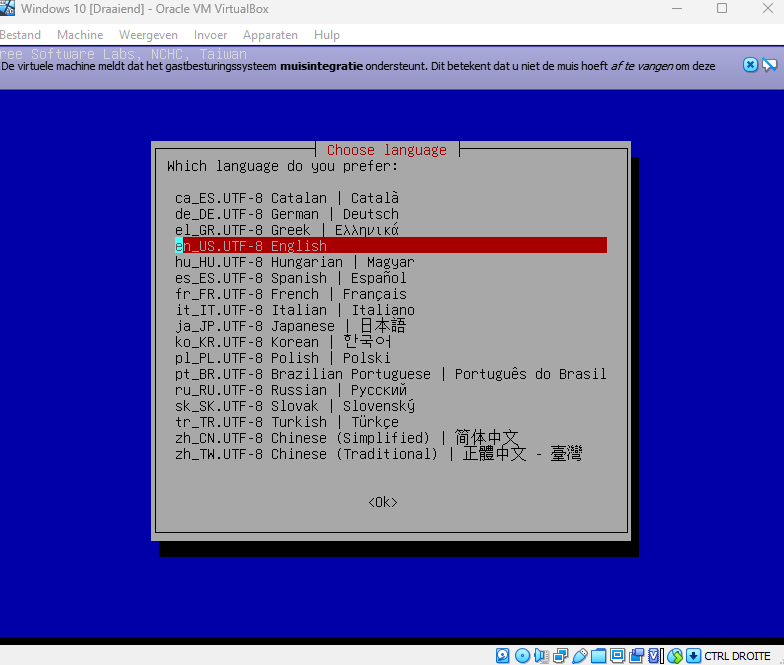 Windows 10 [Draaiend] - Oracle VM VirtualBox
Bestand Machine Weergeven Invoer Apparaten Hulp
ree Software Labs, NCHC, Taiwan
De virtuele machine meldt dat het gastbesturingssysteem muisintegratie ondersteunt. Dit betekent dat u niet de muis hoeft af te vangen om deze
Choose language
Which language do you prefer:
ca_ES.UTF-8 Catalan | Català
de_DE.UTF-8 German | Deutsch
el_GR.UTF-8 Greek | Ελληνικά
en_US.UTF-8 English
hu_HU.UTF-8 Hungarian | Magyar
es_ES.UTF-8 Spanish | Español
fr_FR.UTF-8 French | Français
it_IT.UTF-8 Italian | Italiano
ja_JP.UTF-8 Japanese | 日本語
ko_KR.UTF-8 Korean | 한국어
pl_PL.UTF-8 Polish | Polski
pt_BR.UTF-8 Brazilian Portuguese | Português do Brasil
ru_RU.UTF-8 Russian | Русский
sk_SK.UTF-8 Slovak | Slovenský
tr_TR.UTF-8 Turkish | Türkçe
zh_CN.UTF-8 Chinese (Simplified) | 简体中文
zh_TW.UTF-8 Chinese (Traditional) | 正體中文 - 臺灣
<Ok>
CTRL DROITE